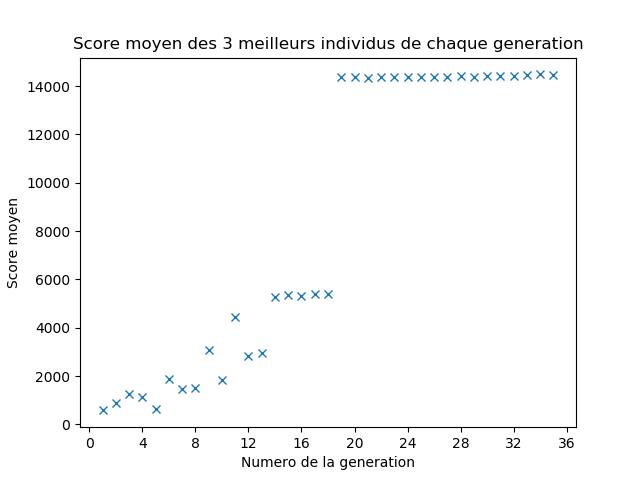 Score moyen des 3 meilleurs individus de chaque generation
14000
12000
10000
8000
6000
4000
2000
0
Score moyen
0 4 8 12 16 20 24 28 32 36
Numero de la generation